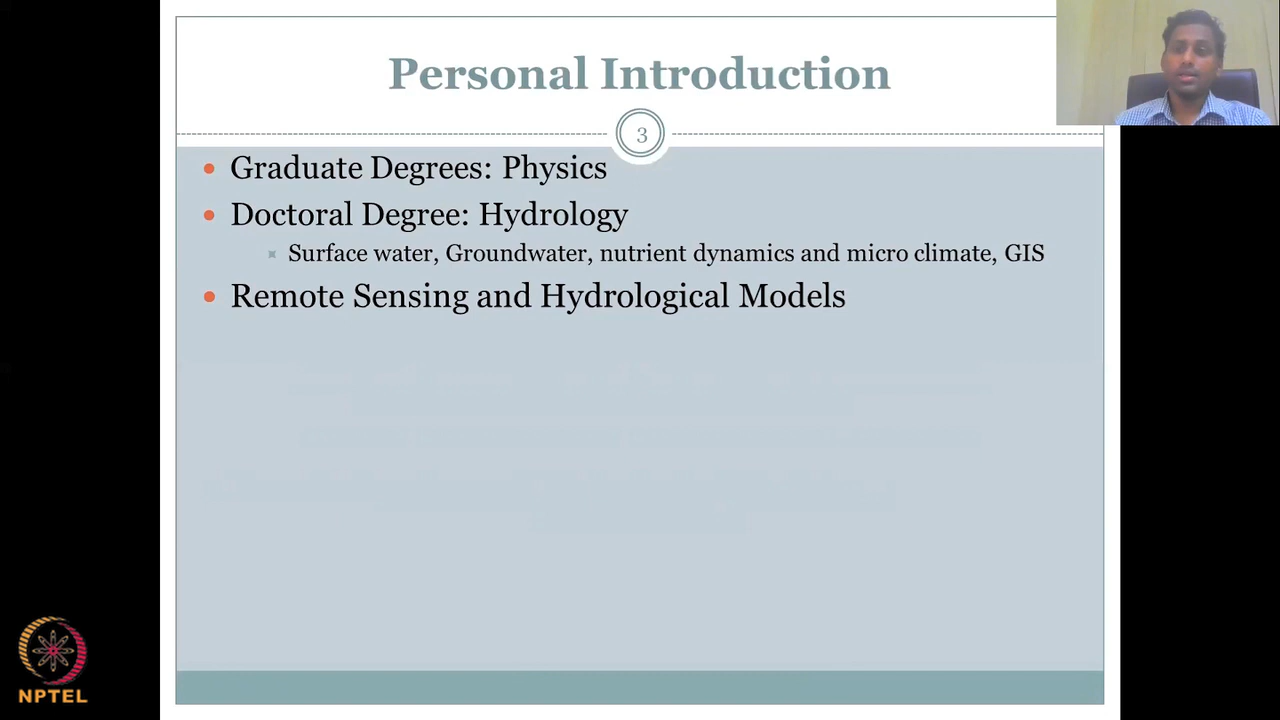 Personal Introduction
3
Graduate Degrees: Physics
Doctoral Degree: Hydrology
Surface water, Groundwater, nutrient dynamics and micro climate, GIS
Remote Sensing and Hydrological Models
NPTEL